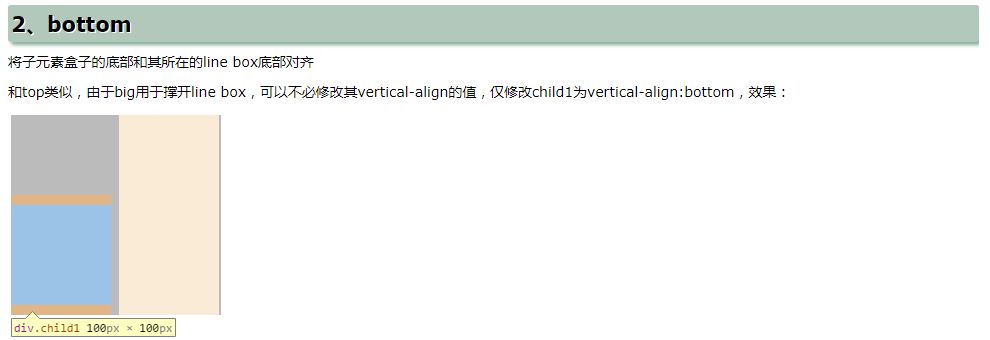 2、bottom
将子元素盒子的底部和其所在的line box底部对齐
和top类似，由于big用于撑开line box，可以不必修改其vertical-align的值，仅修改child1为vertical-align:bottom，效果：
div.child1 100px × 100px